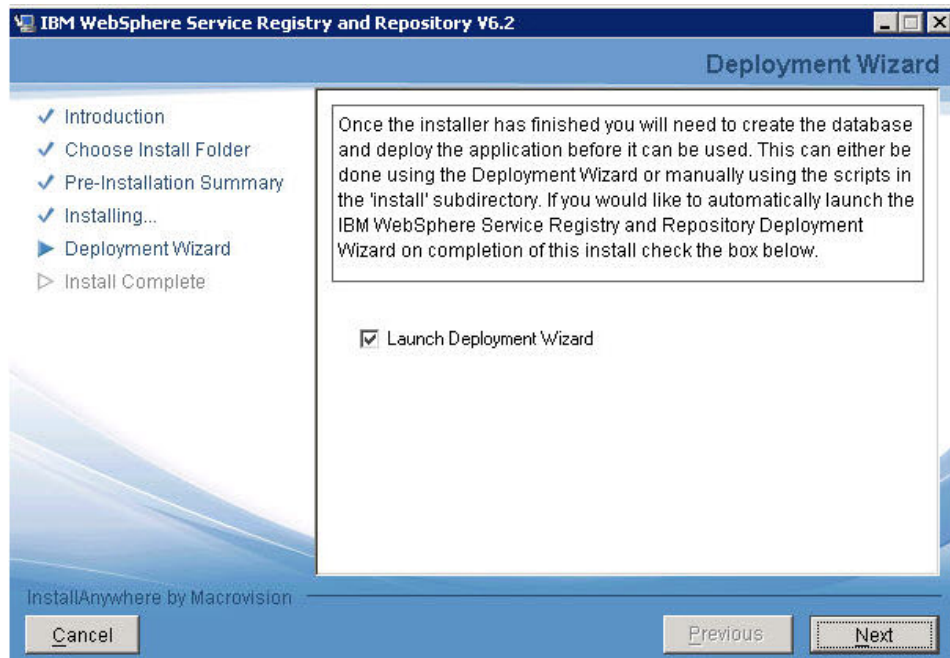 IBM WebSphere Service Registry and Repository V6.2
Deployment Wizard
Introduction
Choose Install Folder
Pre-Installation Summary
Installing...
Deployment Wizard
Install Complete
Once the installer has finished you will need to create the database
and deploy the application before it can be used. This can either be
done using the Deployment Wizard or manually using the scripts in
the 'install' subdirectory. If you would like to automatically launch the
IBM WebSphere Service Registry and Repository Deployment
Wizard on completion of this install check the box below.
Launch Deployment Wizard
InstallAnywhere by Macrovision
Cancel
Previous
Next